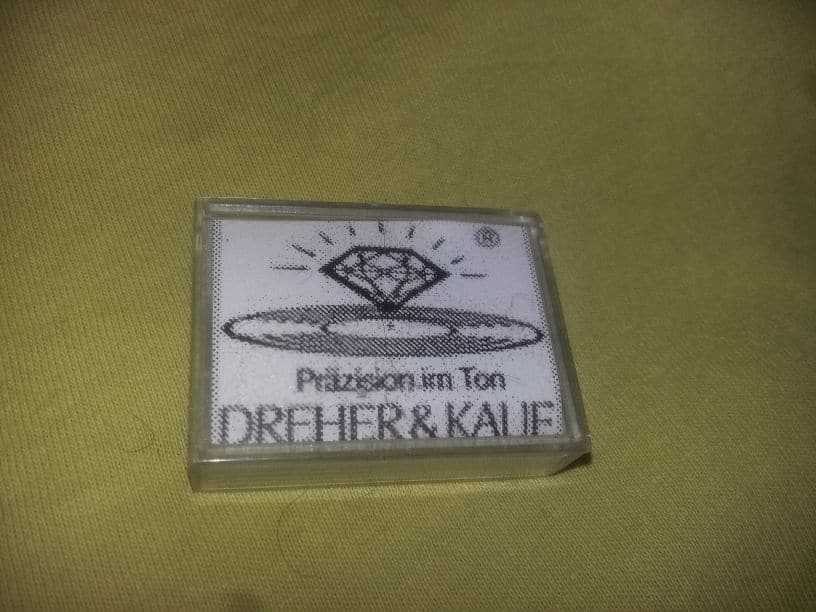 ®
Präzision im Ton
DREHER & KAUF